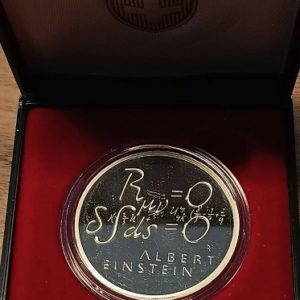 Rμν=0
δ∫ds=0
ALBERT
EINSTEIN